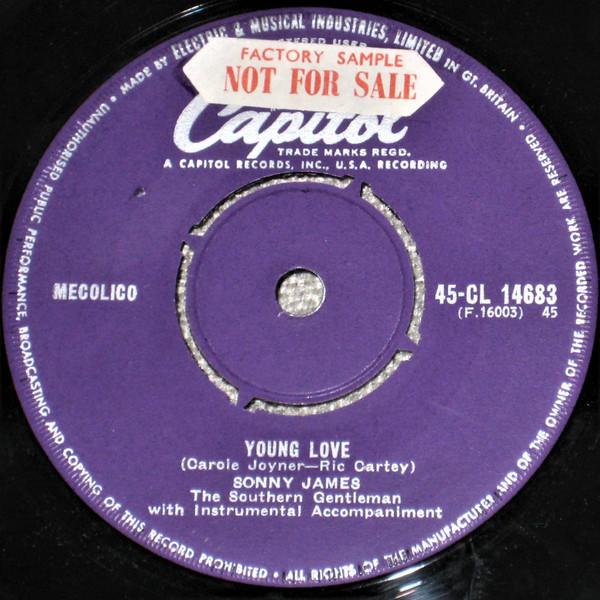 MADE BY ELECTRIC & MUSICAL INDUSTRIES, LIMITED IN GT. BRITAIN •
FACTORY SAMPLE
NOT FOR SALE
Capitol
TRADE MARKS REGD.
A CAPITOL RECORDS, INC., U.S.A. RECORDING
MECOLICO
45-CL 14683
(F.16003) 45
YOUNG LOVE
(Carole Joyner—Ric Cartey)
SONNY JAMES
The Southern Gentleman
with Instrumental Accompaniment
• UNAUTHORISED PUBLIC PERFORMANCE, BROADCASTING AND COPYING OF THIS RECORD PROHIBITED • ALL RIGHTS OF THE MANUFACTURER AND OF THE OWNER OF THE RECORDED WORK ARE RESERVED •